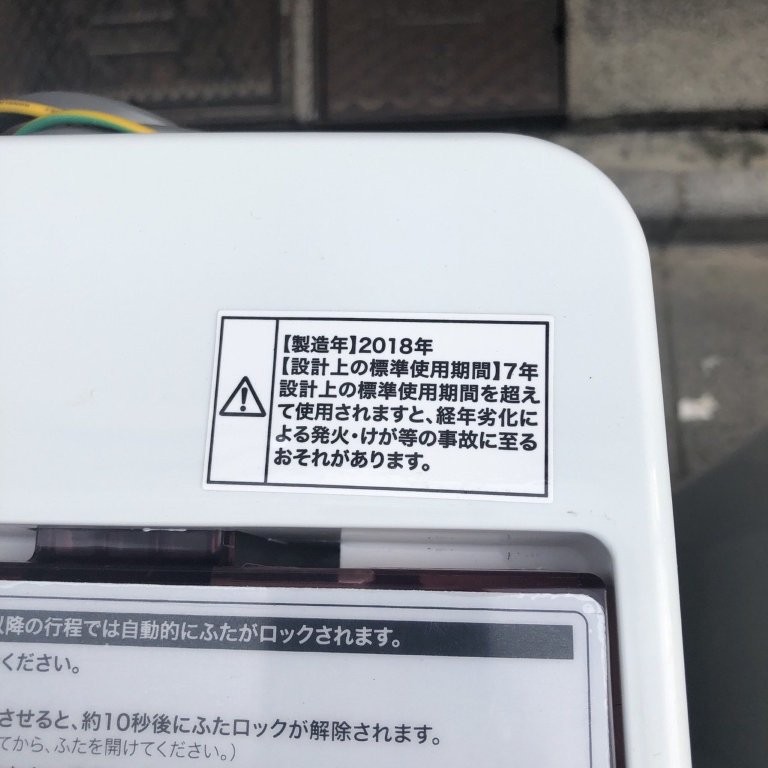 【製造年】2018年
【設計上の標準使用期間】7年
設計上の標準使用期間を超え
て使用されますと、経年劣化に
よる発火・けが等の事故に至る
おそれがあります。
以降の行程では自動的にふたがロックされます。
ください。
させると、約10秒後にふたロックが解除されます。
てから、ふたを開けてください。）